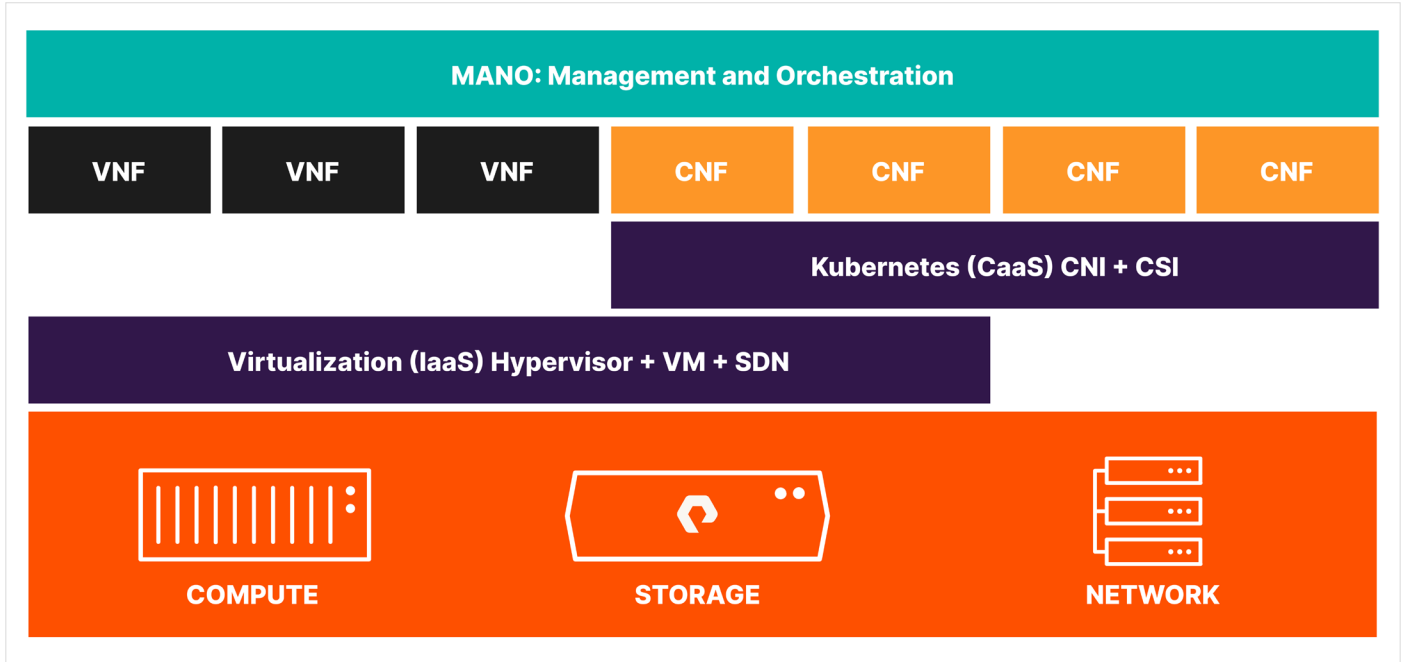 MANO: Management and Orchestration
VNF VNF VNF CNF CNF CNF CNF
Kubernetes (CaaS) CNI + CSI
Virtualization (IaaS) Hypervisor + VM + SDN
COMPUTE STORAGE NETWORK